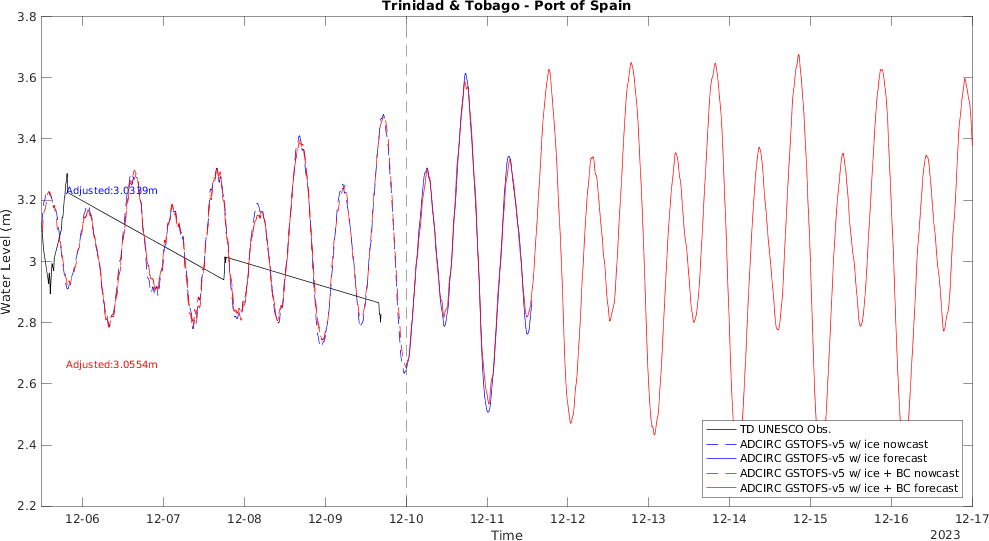 Trinidad & Tobago - Port of Spain
3.8
3.6
3.4
3.2
3
2.8
2.6
2.4
2.2
Water Level (m)
Adjusted:3.0339m
Adjusted:3.0554m
TD UNESCO Obs.
ADCIRC GSTOFS-v5 w/ ice nowcast
ADCIRC GSTOFS-v5 w/ ice forecast
ADCIRC GSTOFS-v5 w/ ice + BC nowcast
ADCIRC GSTOFS-v5 w/ ice + BC forecast
12-06 12-07 12-08 12-09 12-10 12-11 12-12 12-13 12-14 12-15 12-16 12-17
Time
2023